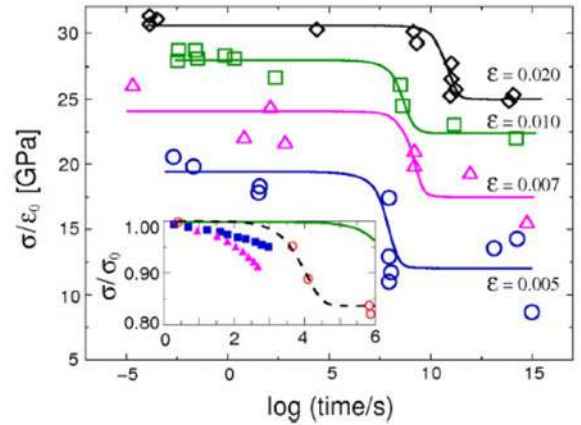 30
25
20
15
10
5
σ/ε₀ [GPa]
ε = 0.020
ε = 0.010
ε = 0.007
ε = 0.005
1.00
0.90
0.80
σ/σ₀
0 2 4 6
-5 0 5 10 15
log (time/s)